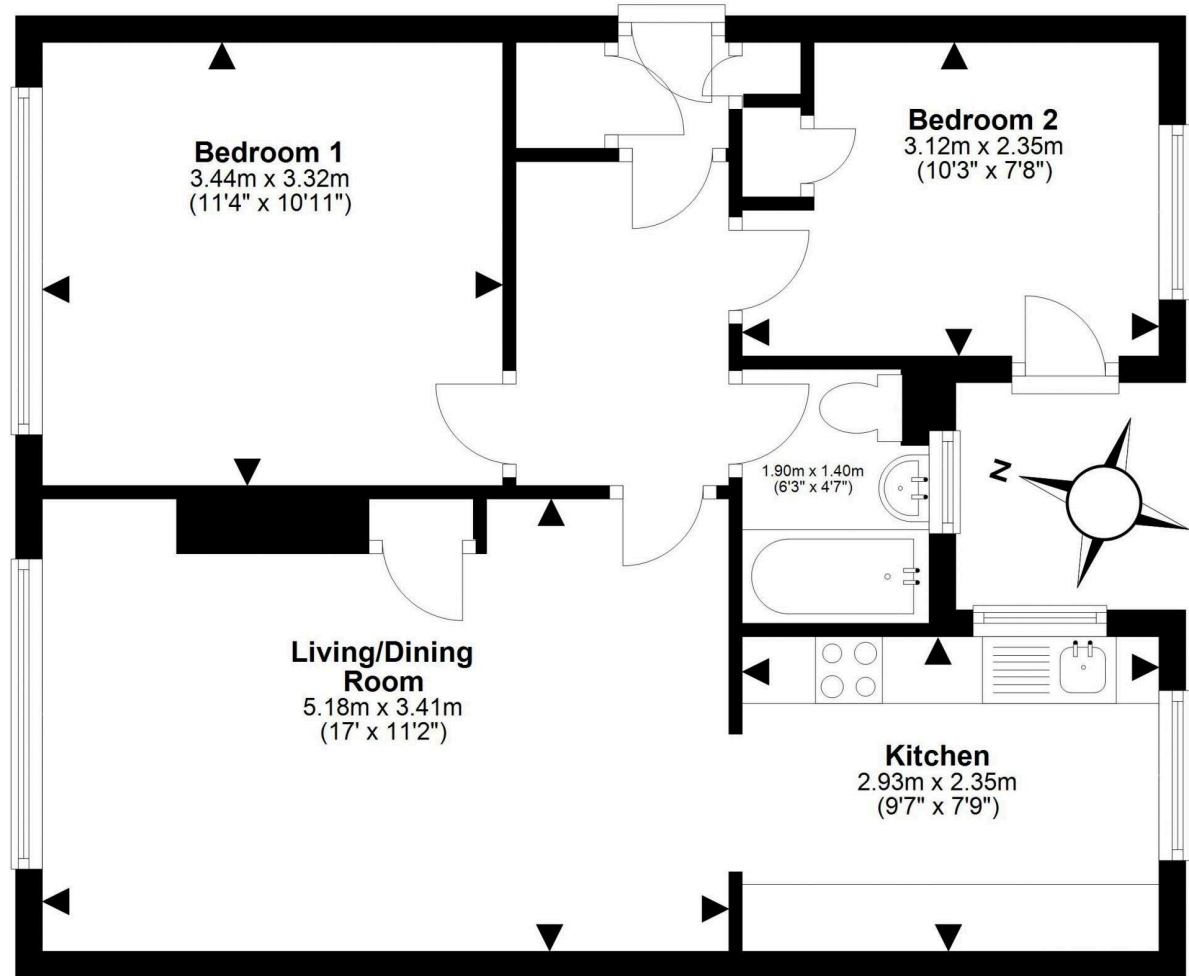 Bedroom 1
3.44m x 3.32m
(11'4" x 10'11")
Bedroom 2
3.12m x 2.35m
(10'3" x 7'8")
1.90m x 1.40m
(6'3" x 4'7")
N
Living/Dining
Room
5.18m x 3.41m
(17' x 11'2")
Kitchen
2.93m x 2.35m
(9'7" x 7'9")